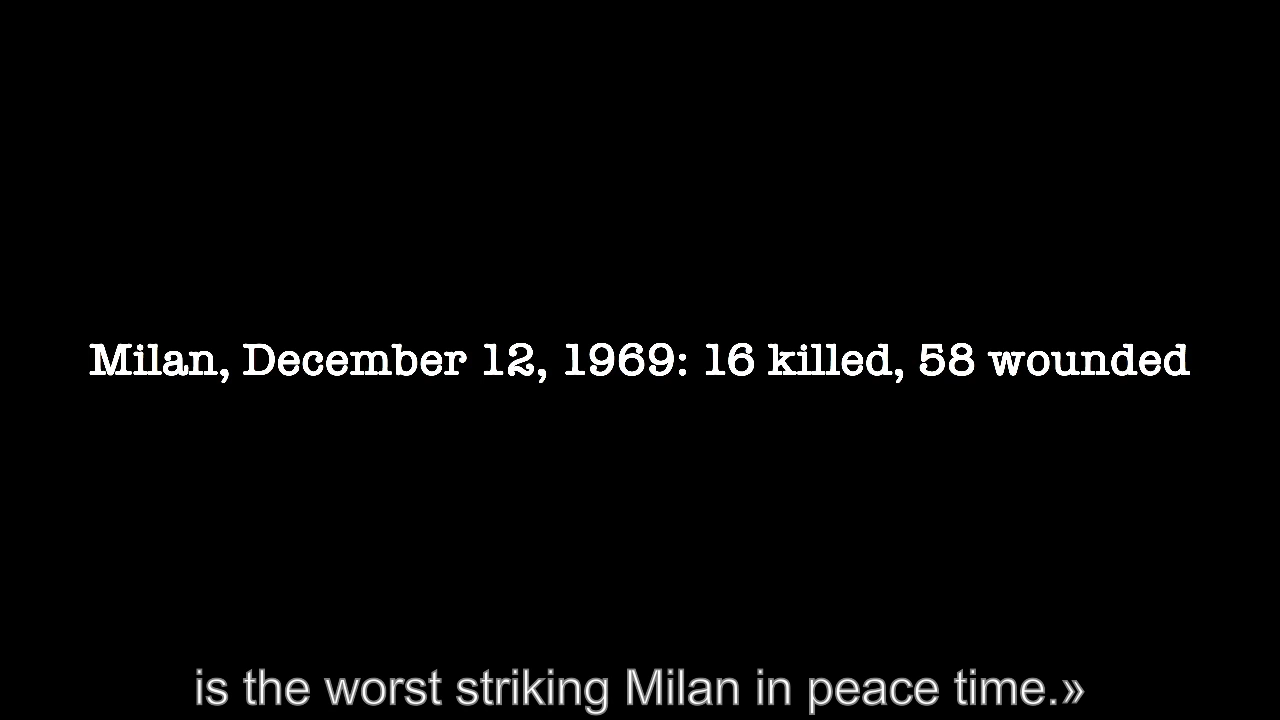 Milan, December 12, 1969: 16 killed, 58 wounded
is the worst striking Milan in peace time.»